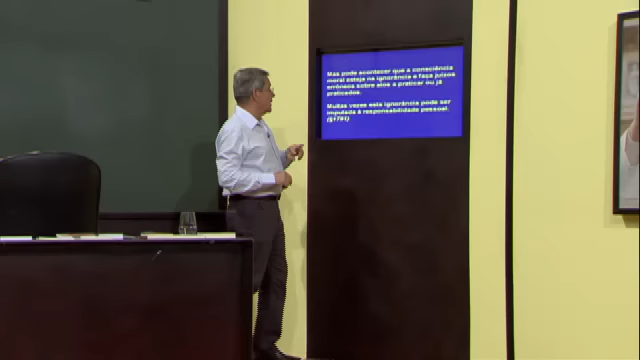 Mas pode acontecer que a consciência
moral esteja na ignorância e faça juízos
errôneos sobre atos a praticar ou já
praticados.
Muitas vezes esta ignorância pode ser
imputada à responsabilidade pessoal.
(§1791)